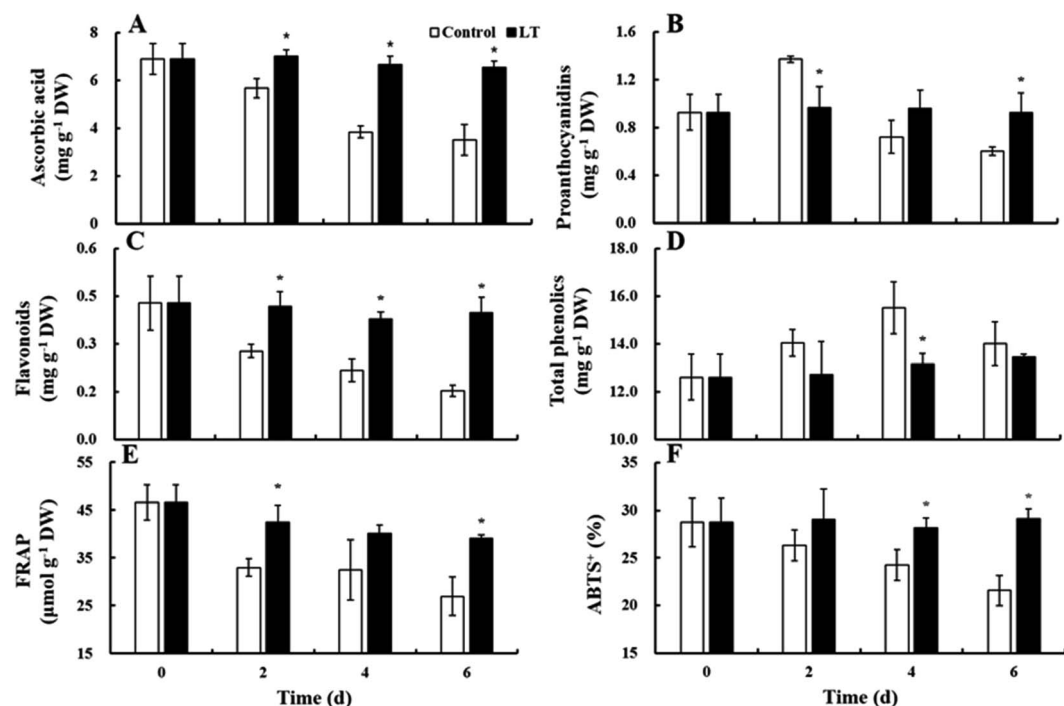 A
Control LT
Ascorbic acid
(mg g-1 DW)
8
6
4
2
0
* * *
B
Proanthocyanidins
(mg g-1 DW)
1.6
1.2
0.8
0.4
0.0
* *
C
Flavonoids
(mg g-1 DW)
0.6
0.5
0.3
0.2
0.0
* * *
D
Total phenolics
(mg g-1 DW)
18.0
16.0
14.0
12.0
10.0
*
E
FRAP
(μmol g-1 DW)
55
45
35
25
15
* *
0 2 4 6
Time (d)
F
ABTS+ (%)
35
30
25
20
15
* *
0 2 4 6
Time (d)